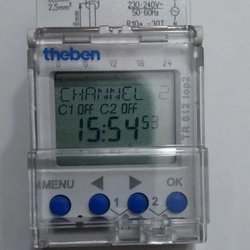 2,5mm²
230-240V~
50-60Hz
R10a
theben
CHANNEL 2
C1 OFF C2 OFF
15:54 53
TR 612 top2
MENU OK
1 2